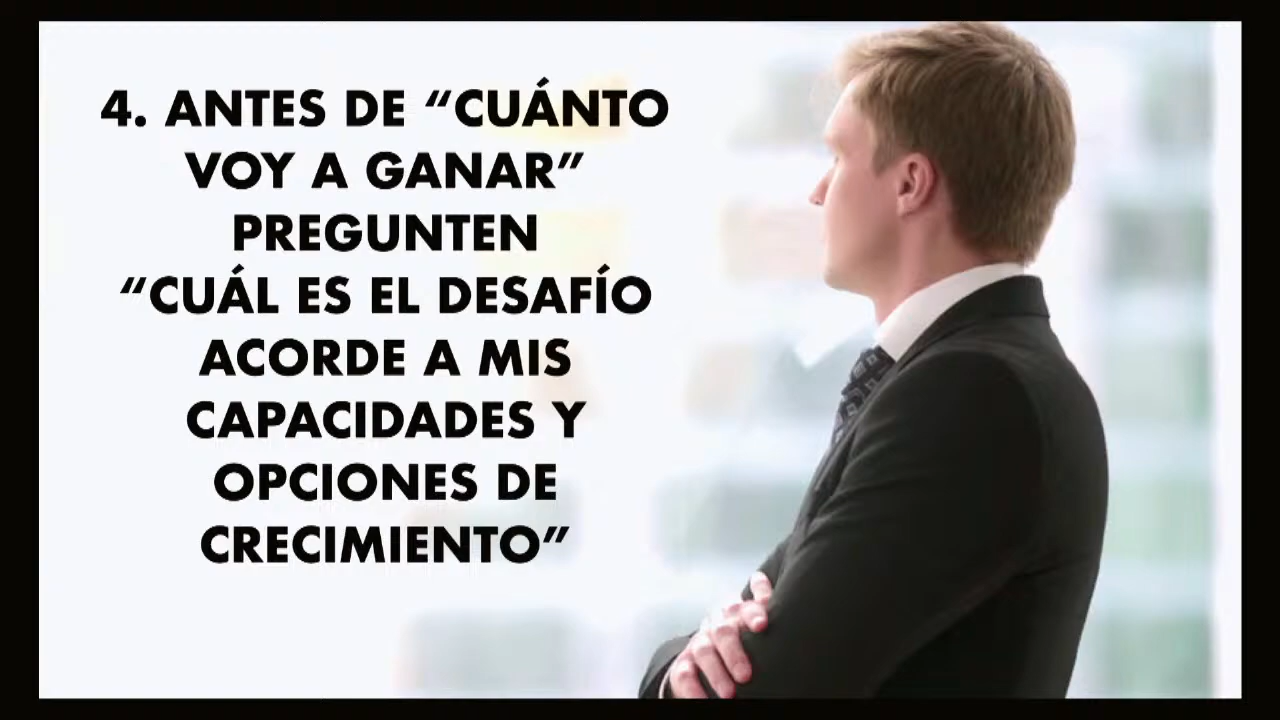 4. ANTES DE “CUÁNTO
VOY A GANAR”
PREGUNTEN
“CUÁL ES EL DESAFÍO
ACORDE A MIS
CAPACIDADES Y
OPCIONES DE
CRECIMIENTO”